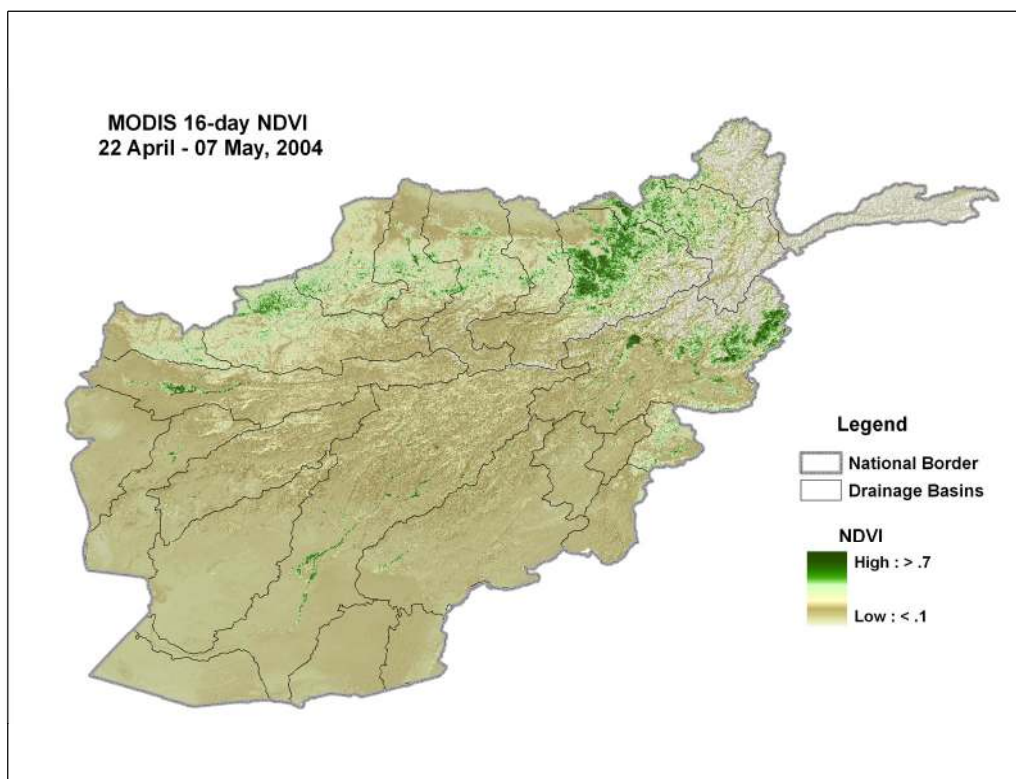 MODIS 16-day NDVI
22 April - 07 May, 2004
Legend
National Border
Drainage Basins
NDVI
High : > .7
Low : < .1